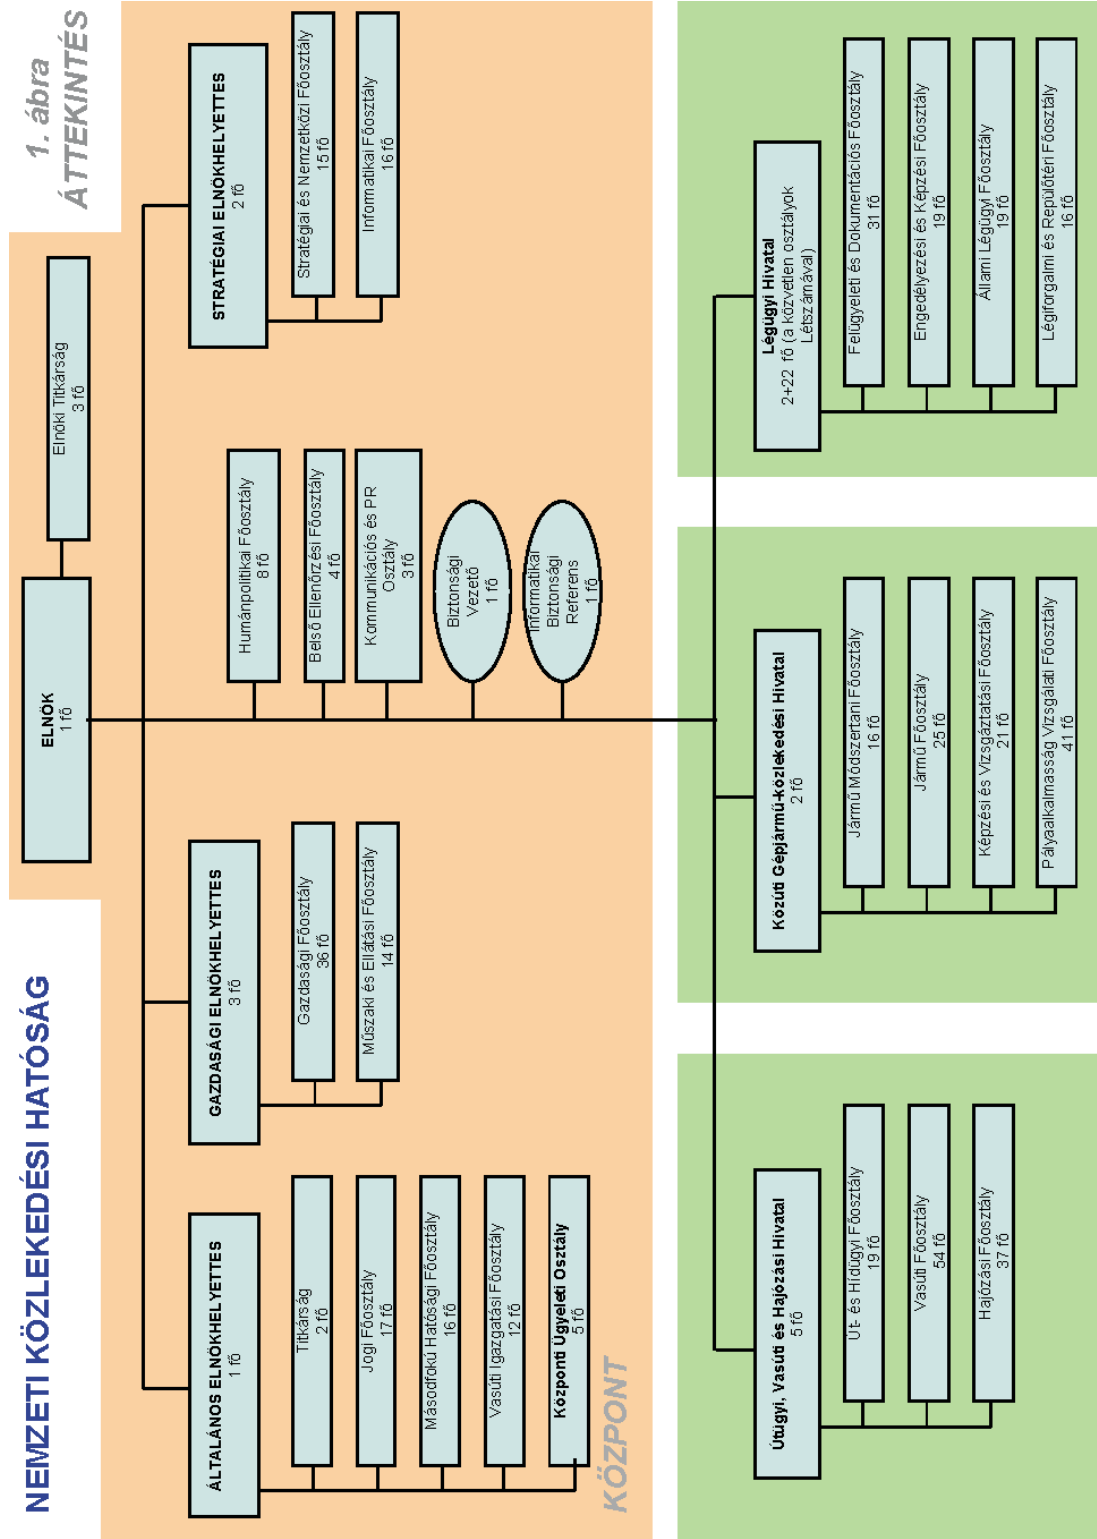 NEMZETI KÖZLEKEDÉSI HATÓSÁG
1. ábra
ÁTTEKINTÉS
ELNÖK
1 fő
Elnöki Titkárság
3 fő
ÁLTALÁNOS ELNÖKHELYETTES
1 fő
Titkárság
2 fő
Jogi Főosztály
17 fő
Másodfokú Hatósági Főosztály
16 fő
Vasúti Igazgatási Főosztály
12 fő
Központi Ügyeleti Osztály
5 fő
GAZDASÁGI ELNÖKHELYETTES
3 fő
Gazdasági Főosztály
36 fő
Műszaki és Ellátási Főosztály
14 fő
Humánpolitikai Főosztály
8 fő
Belső Ellenőrzési Főosztály
4 fő
Kommunikációs és PR
Osztály
3 fő
Biztonsági
Vezető
1 fő
Informatikai
Biztonsági
Referens
1 fő
STRATÉGIAI ELNÖKHELYETTES
2 fő
Stratégiai és Nemzetközi Főosztály
15 fő
Informatikai Főosztály
16 fő
KÖZPONT
Útügyi, Vasúti és Hajózási Hivatal
5 fő
Út- és Hídügyi Főosztály
19 fő
Vasúti Főosztály
54 fő
Hajózási Főosztály
37 fő
Közúti Gépjármű-közlekedési Hivatal
2 fő
Jármű Módszertani Főosztály
16 fő
Jármű Főosztály
25 fő
Képzési és Vizsgáztatási Főosztály
21 fő
Pályaalkalmasság Vizsgálati Főosztály
41 fő
Légügyi Hivatal
2+22 fő (a közvetlen osztályok
Létszámával)
Felügyeleti és Dokumentációs Főosztály
31 fő
Engedélyezési és Képzési Főosztály
19 fő
Állami Légügyi Főosztály
19 fő
Légiforgalmi és Repülőtéri Főosztály
16 fő